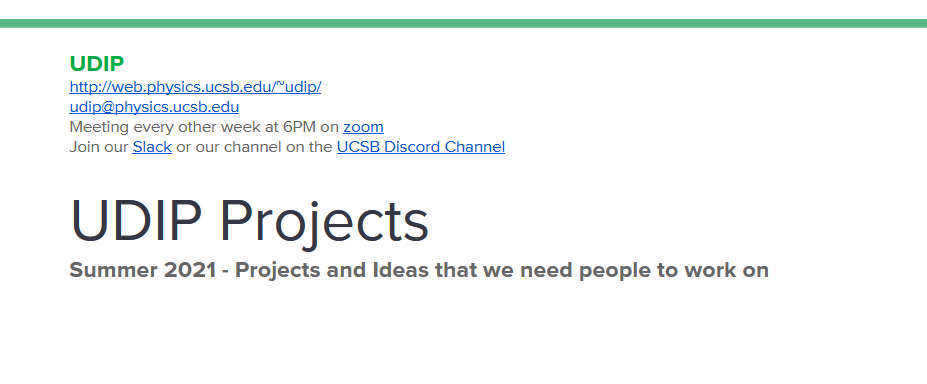 UDIP
http://web.physics.ucsb.edu/~udip/
udip@physics.ucsb.edu
Meeting every other week at 6PM on zoom
Join our Slack or our channel on the UCSB Discord Channel
UDIP Projects
Summer 2021 - Projects and Ideas that we need people to work on